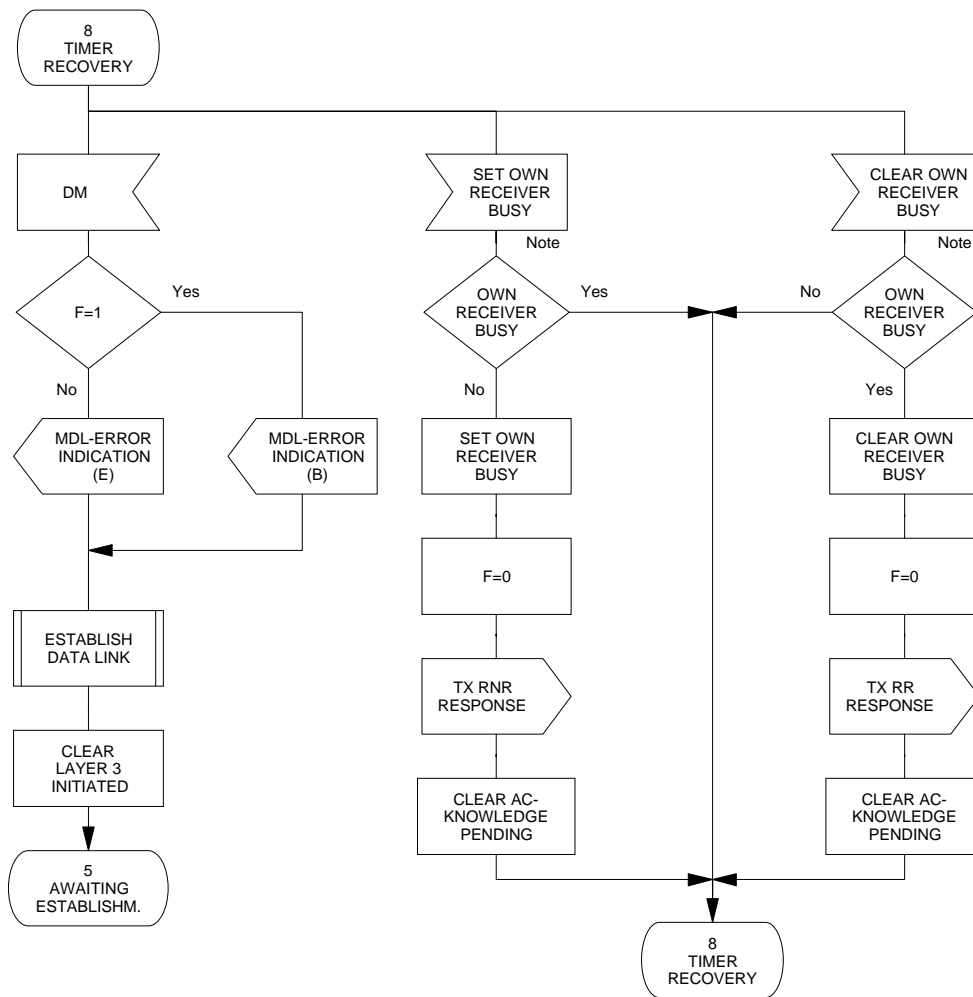 8
TIMER
RECOVERY
DM
SET OWN
RECEIVER
BUSY
CLEAR OWN
RECEIVER
BUSY
Note
Note
F=1
Yes
OWN
RECEIVER
BUSY
Yes
No
OWN
RECEIVER
BUSY
No
No
Yes
MDL-ERROR
INDICATION
(E)
MDL-ERROR
INDICATION
(B)
SET OWN
RECEIVER
BUSY
CLEAR OWN
RECEIVER
BUSY
F=0
F=0
ESTABLISH
DATA LINK
TX RNR
RESPONSE
TX RR
RESPONSE
CLEAR
LAYER 3
INITIATED
CLEAR AC-
KNOWLEDGE
PENDING
CLEAR AC-
KNOWLEDGE
PENDING
5
AWAITING
ESTABLISHM.
8
TIMER
RECOVERY